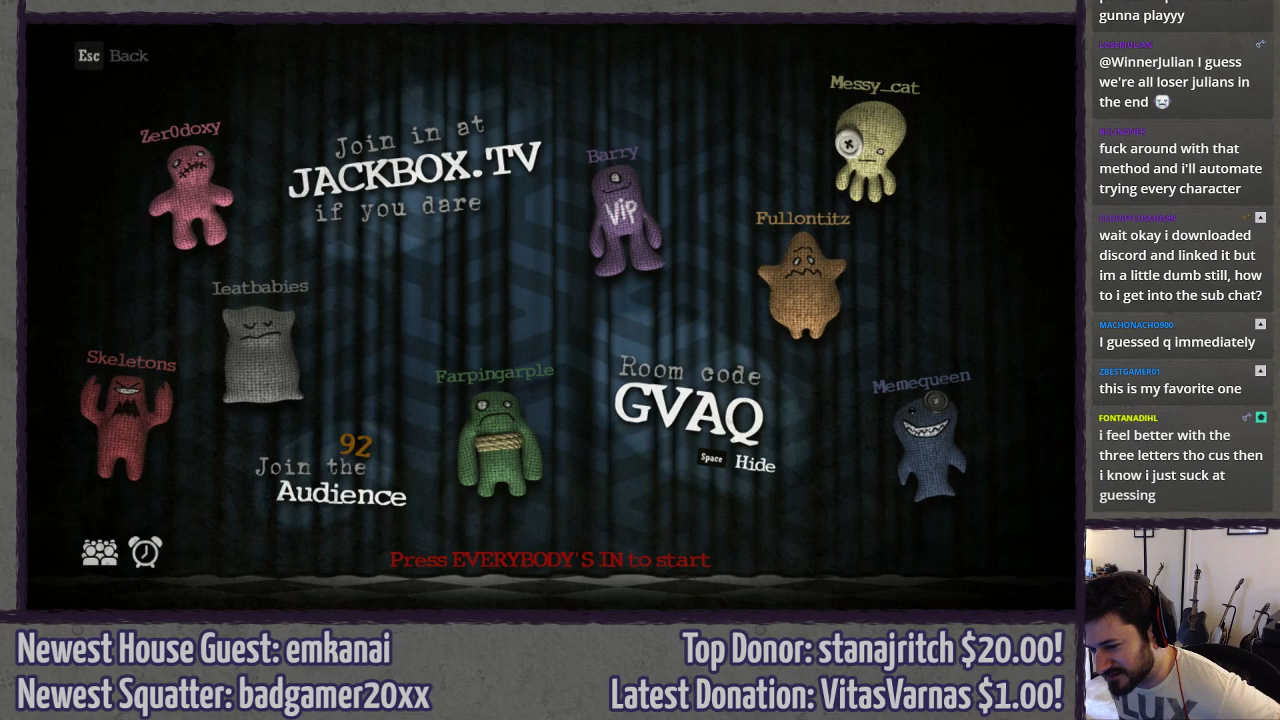 Esc Back
Zer0doxy
Join in at
JACKBOX.TV
if you dare
Barry
Vip
Messy_cat
Fullontitz
Ieatbabies
Skeletons
Farpingarple
Room code
GVAQ
Space Hide
Memequeen
92
Join the
Audience
Press EVERYBODY'S IN to start
gunna playyy
LOSERJULIAN
@WinnerJulian I guess
we're all loser julians in
the end
fuck around with that
method and i'll automate
trying every character
wait okay i downloaded
discord and linked it but
im a little dumb still, how
to i get into the sub chat?
MACHONACHO900
I guessed q immediately
ZBESTGAMER01
this is my favorite one
FONTANADIHL
i feel better with the
three letters tho cus then
i know i just suck at
guessing
LUX
Newest House Guest: emkanai
Newest Squatter: badgamer20xx
Top Donor: stanajritch $20.00!
Latest Donation: VitasVarnas $1.00!